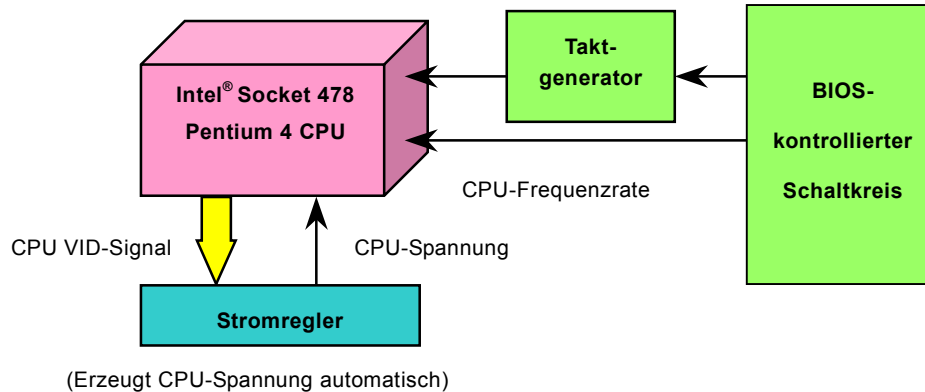 Intel® Socket 478
Pentium 4 CPU
Takt-
generator
BIOS-
kontrollierter
Schaltkreis
CPU-Frequenzrate
CPU VID-Signal
CPU-Spannung
Stromregler
(Erzeugt CPU-Spannung automatisch)